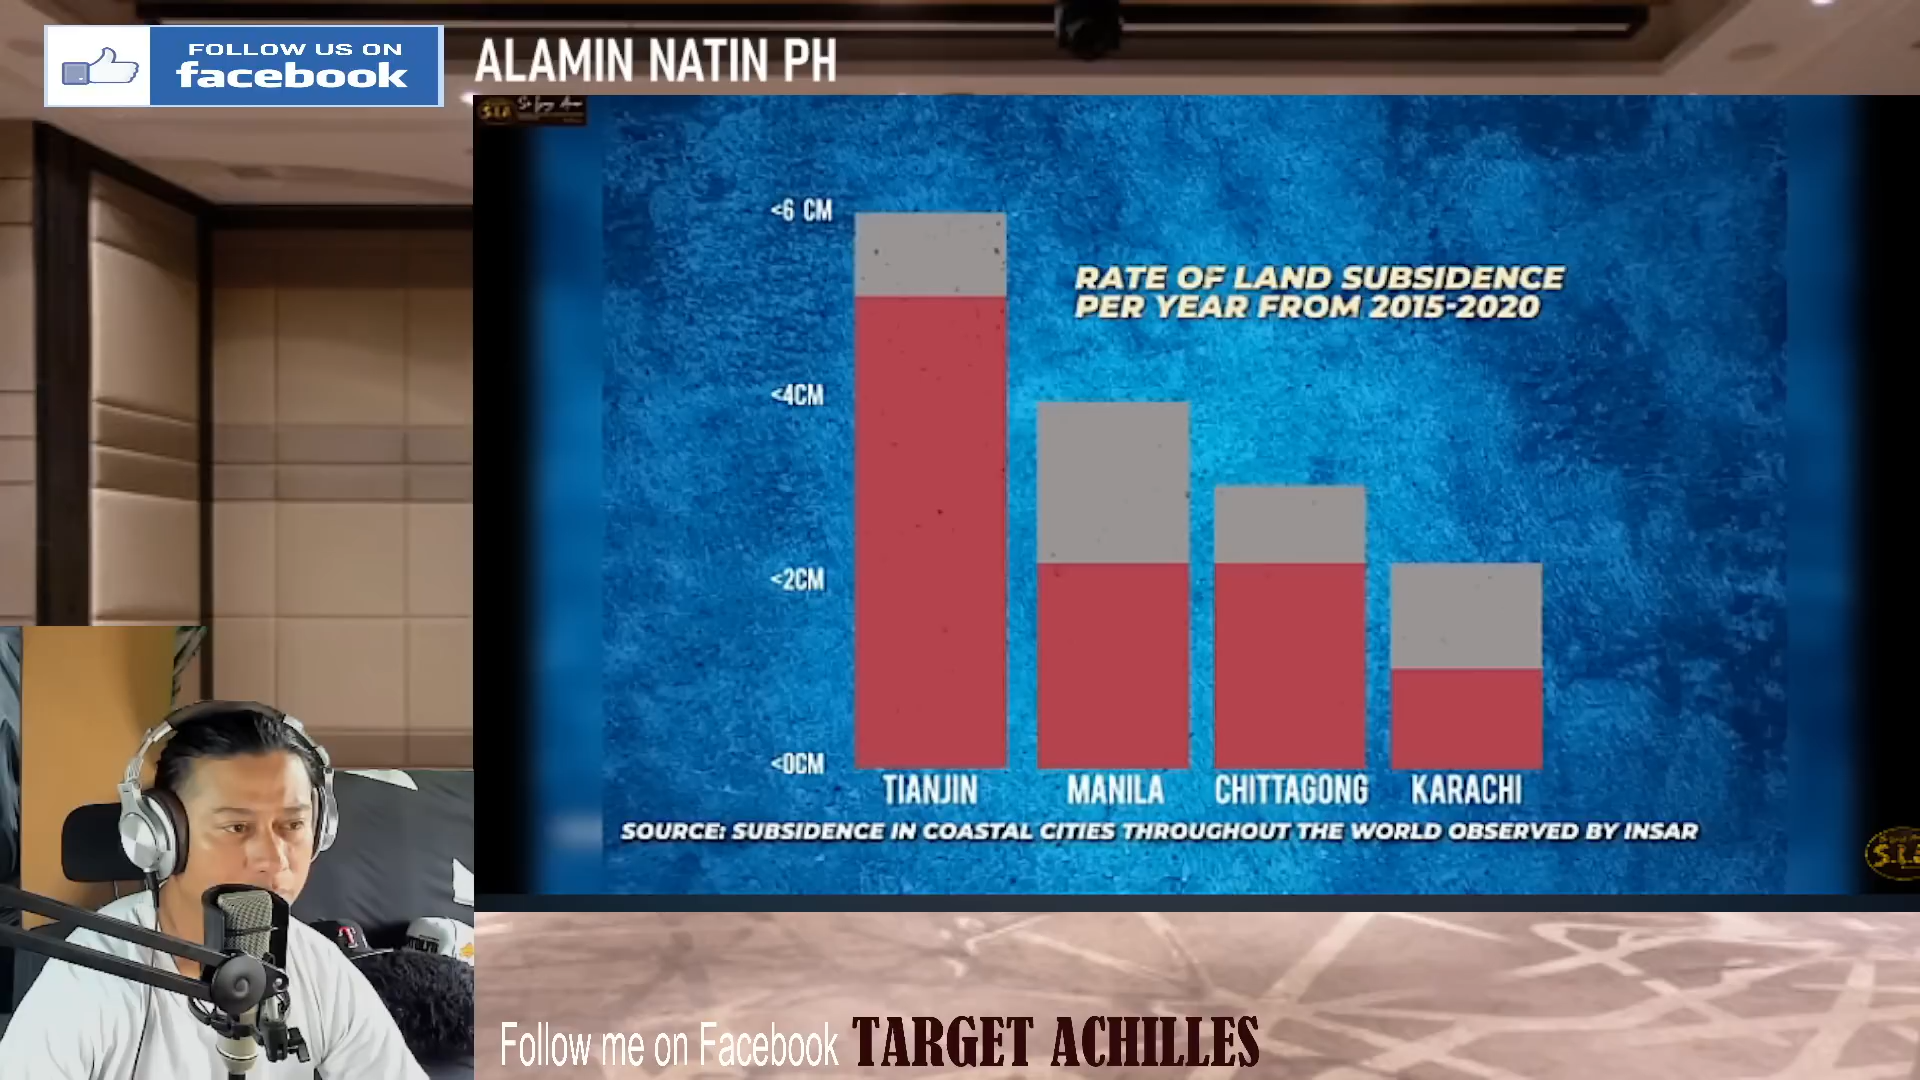 FOLLOW US ON
facebook
ALAMIN NATIN PH
S.I.A
<6 CM
RATE OF LAND SUBSIDENCE
PER YEAR FROM 2015-2020
<4CM
<2CM
<0CM
TIANJIN MANILA CHITTAGONG KARACHI
SOURCE: SUBSIDENCE IN COASTAL CITIES THROUGHOUT THE WORLD OBSERVED BY INSAR
T
Follow me on Facebook TARGET ACHILLES